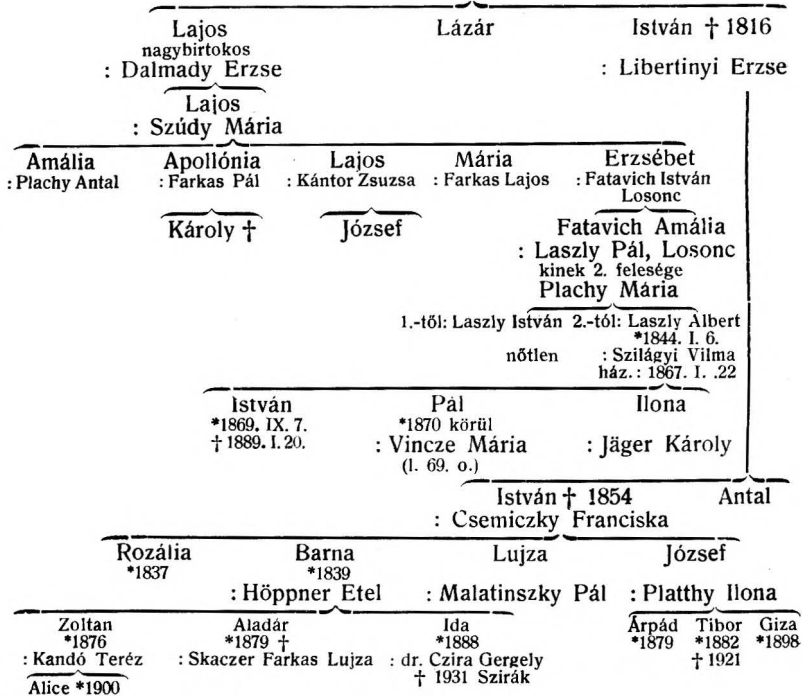 Lajos Lázár István † 1816
nagybirtokos
: Dalmady Erzse : Libertinyi Erzse
Lajos
: Szúdy Mária
Amália Apollónia Lajos Mária Erzsébet
: Plachy Antal : Farkas Pál : Kántor Zsuzsa : Farkas Lajos : Fatavich István
Losonc
Károly † József Fatavich Amália
: Laszly Pál, Losonc
kinek 2. felesége
Plachy Mária
1.-től: Laszly István 2.-tól: Laszly Albert
*1844. I. 6.
nőtlen : Szilágyi Vilma
ház.: 1867. I. .22
István Pál Ilona
*1869. IX. 7. *1870 körül
† 1889. I. 20. : Vincze Mária : Jäger Károly
(l. 69. o.)
István † 1854 Antal
: Csemiczky Franciska
Rozália Barna Lujza József
*1837 *1839
: Höppner Etel : Malatinszky Pál : Platthy Ilona
Zoltan Aladár Ida Árpád Tibor Giza
*1876 *1879 † *1888 *1879 *1882 *1898
: Kandó Teréz : Skaczer Farkas Lujza : dr. Czira Gergely † 1921
† 1931 Szirák
Alice *1900